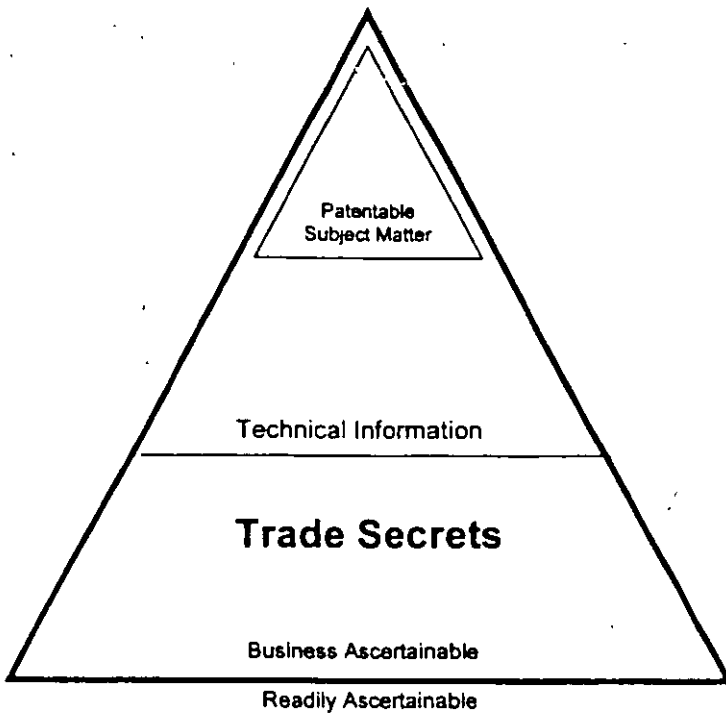 Patentable
Subject Matter
Technical Information
Trade Secrets
Business Ascertainable
Readily Ascertainable